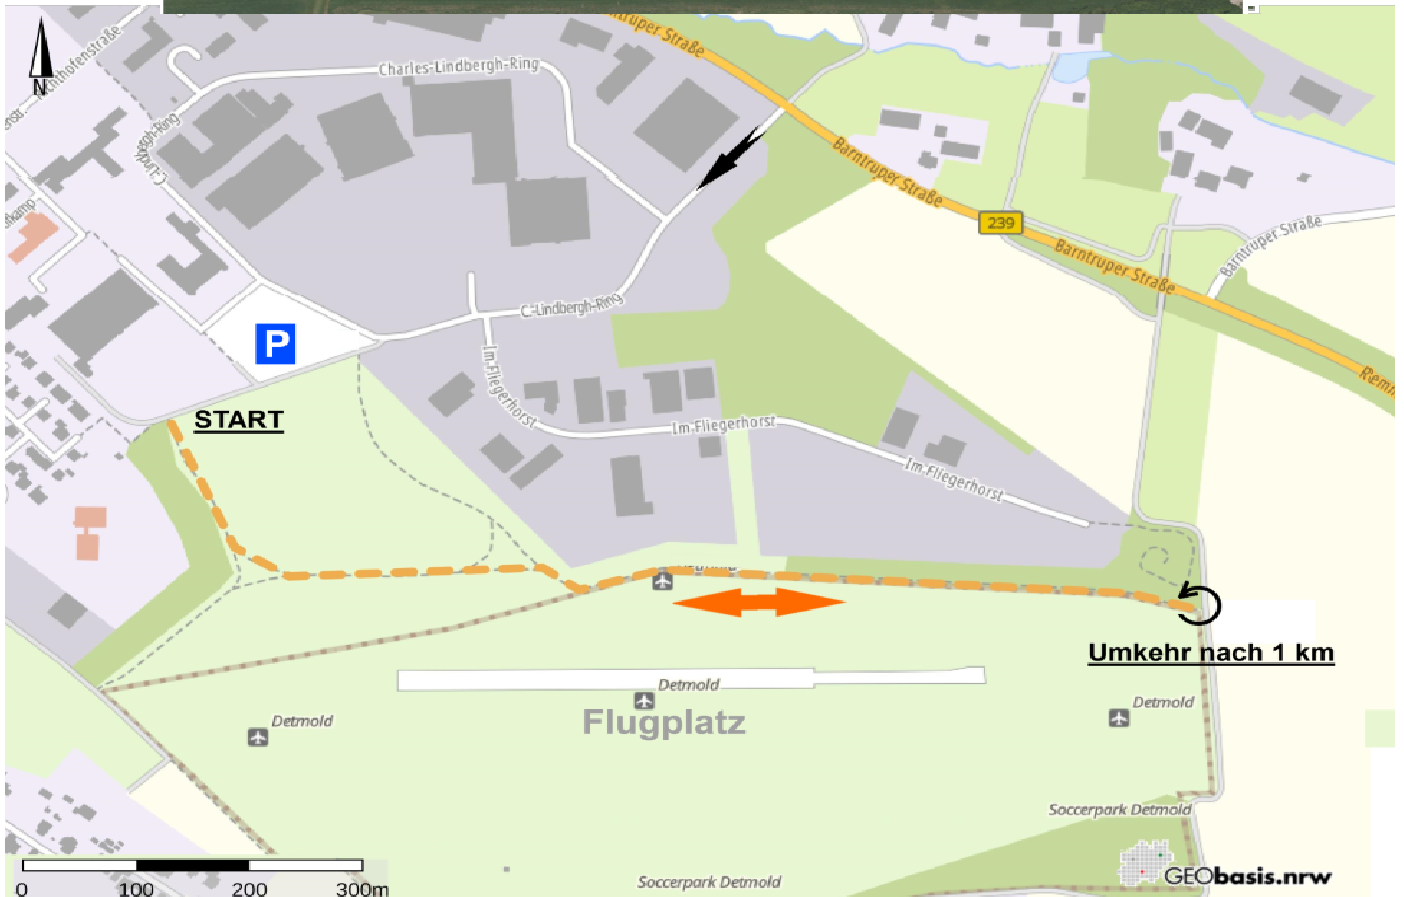 Barntruper Straße
N
Charles-Lindbergh-Ring
C.-Lindbergh-Ring
Barntruper Straße
239
Barntruper Straße
Barntruper Straße
C.-Lindbergh-Ring
P
Im Fliegerhorst
START
Im Fliegerhorst
Im Fliegerhorst
Umkehr nach 1 km
Detmold
Detmold
Flugplatz
Detmold
Soccerpark Detmold
Soccerpark Detmold
GEObasis.nrw
0 100 200 300m